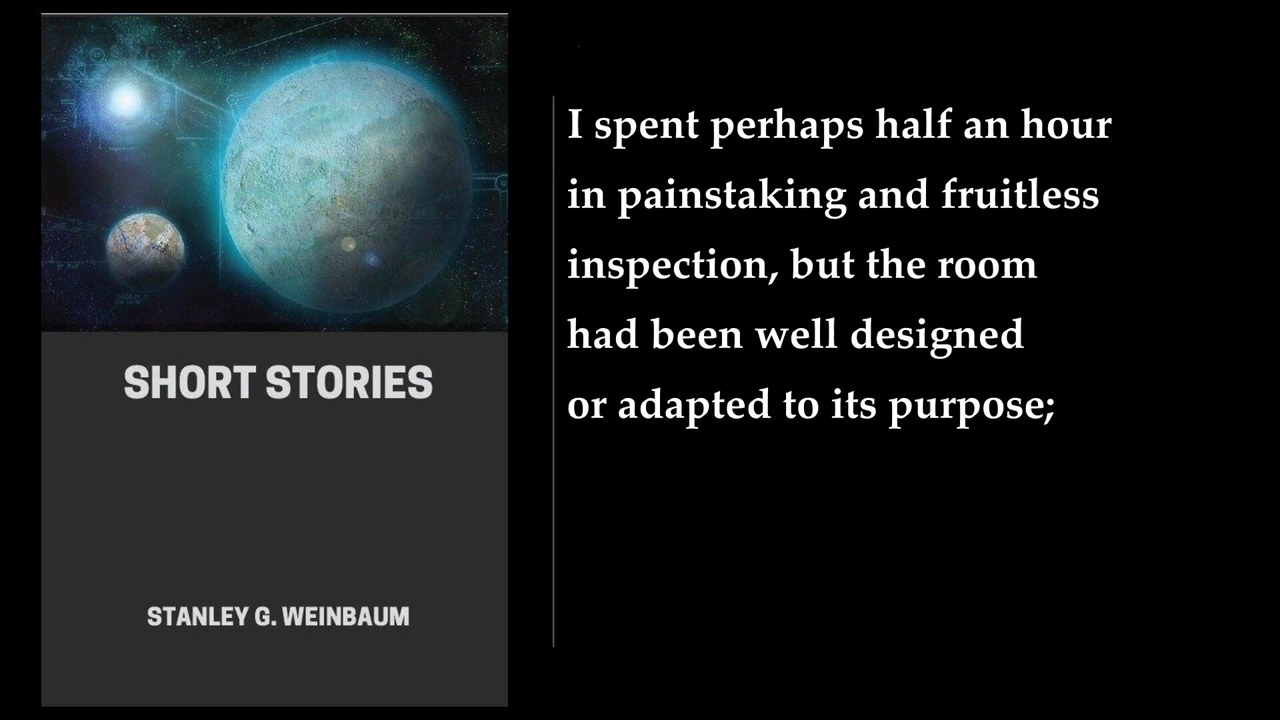 SHORT STORIES
STANLEY G. WEINBAUM
I spent perhaps half an hour
in painstaking and fruitless
inspection, but the room
had been well designed
or adapted to its purpose;